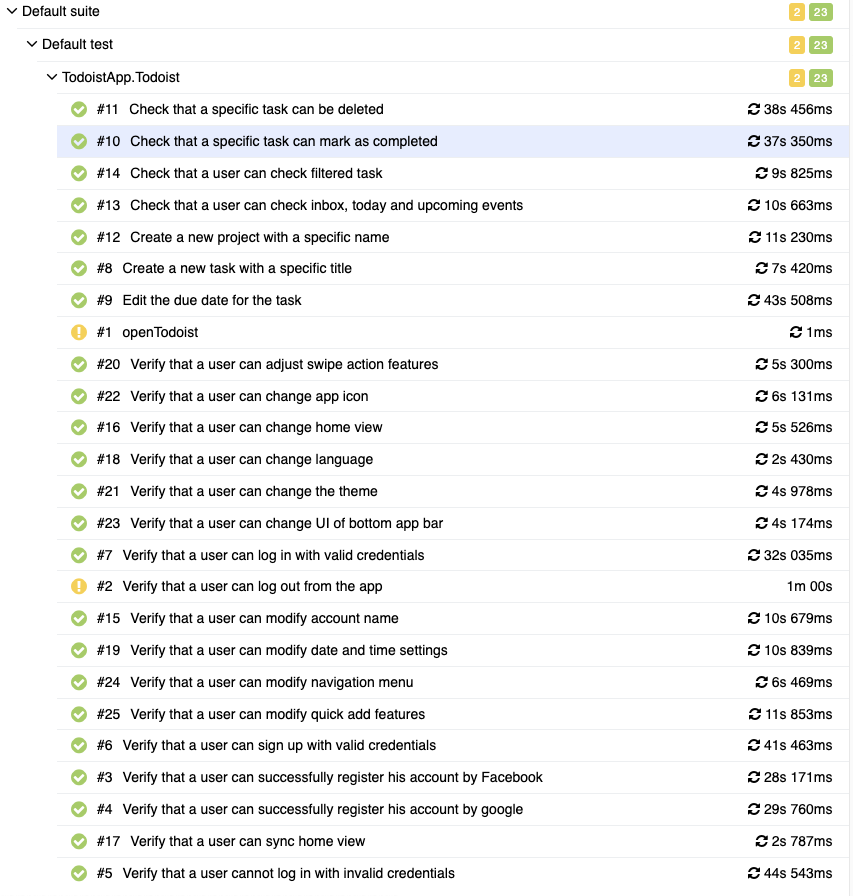 Default suite 2 23
Default test 2 23
TodoistApp.Todoist 2 23
#11 Check that a specific task can be deleted 38s 456ms
#10 Check that a specific task can mark as completed 37s 350ms
#14 Check that a user can check filtered task 9s 825ms
#13 Check that a user can check inbox, today and upcoming events 10s 663ms
#12 Create a new project with a specific name 11s 230ms
#8 Create a new task with a specific title 7s 420ms
#9 Edit the due date for the task 43s 508ms
#1 openTodoist 1ms
#20 Verify that a user can adjust swipe action features 5s 300ms
#22 Verify that a user can change app icon 6s 131ms
#16 Verify that a user can change home view 5s 526ms
#18 Verify that a user can change language 2s 430ms
#21 Verify that a user can change the theme 4s 978ms
#23 Verify that a user can change UI of bottom app bar 4s 174ms
#7 Verify that a user can log in with valid credentials 32s 035ms
#2 Verify that a user can log out from the app 1m 00s
#15 Verify that a user can modify account name 10s 679ms
#19 Verify that a user can modify date and time settings 10s 839ms
#24 Verify that a user can modify navigation menu 6s 469ms
#25 Verify that a user can modify quick add features 11s 853ms
#6 Verify that a user can sign up with valid credentials 41s 463ms
#3 Verify that a user can successfully register his account by Facebook 28s 171ms
#4 Verify that a user can successfully register his account by google 29s 760ms
#17 Verify that a user can sync home view 2s 787ms
#5 Verify that a user cannot log in with invalid credentials 44s 543ms